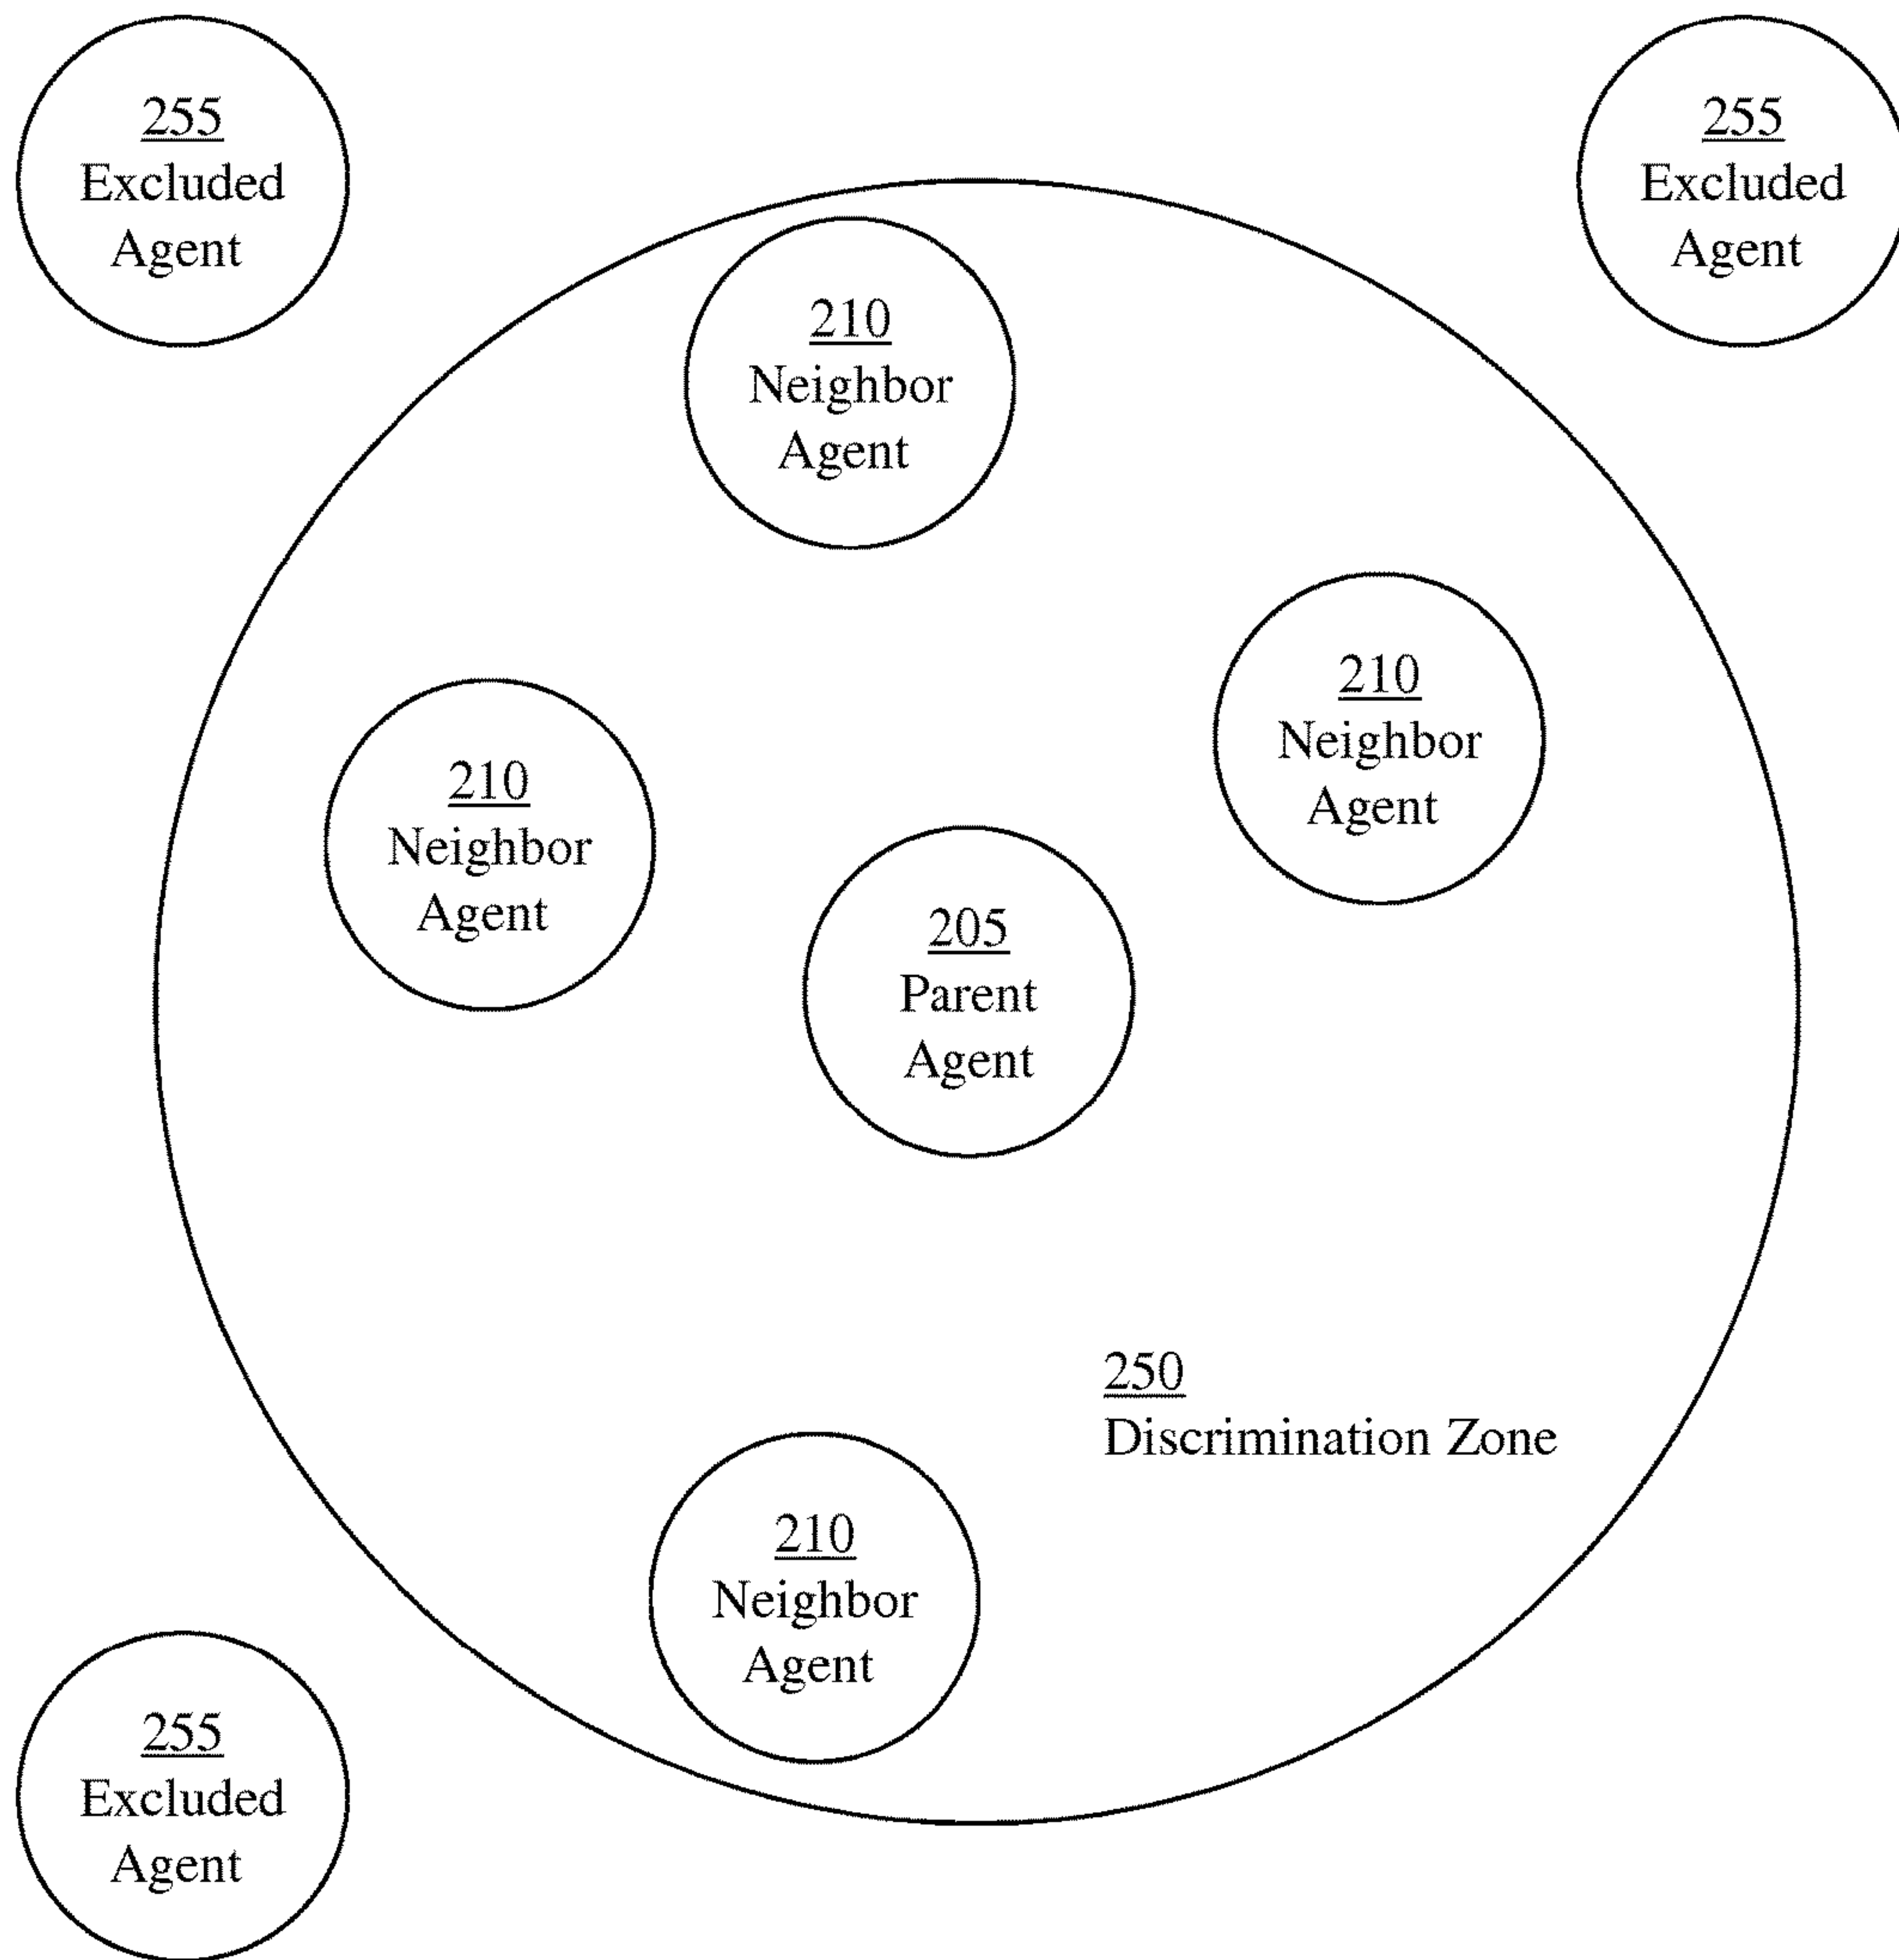 255
Excluded
Agent
255
Excluded
Agent
210
Neighbor
Agent
210
Neighbor
Agent
210
Neighbor
Agent
205
Parent
Agent
250
Discrimination Zone
210
Neighbor
Agent
255
Excluded
Agent